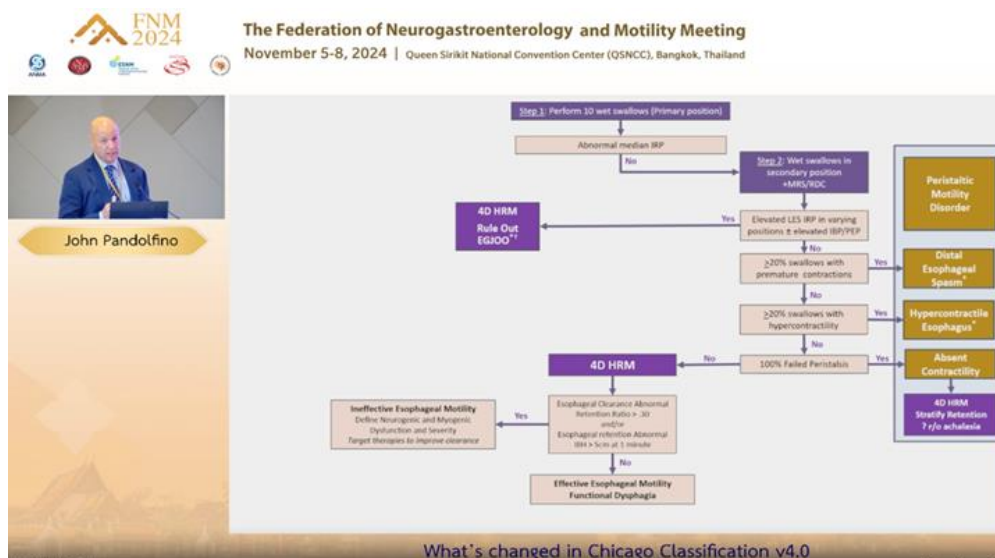 FNM
2024
The Federation of Neurogastroenterology and Motility Meeting
November 5-8, 2024 | Queen Sirikit National Convention Center (QSNCC), Bangkok, Thailand
John Pandolfino
Step 1: Perform 10 wet swallows (Primary position)
Abnormal median IRP
No
Step 2: Wet swallows in
secondary position
+MRS/RDC
Peristaltic
Motility
Disorder
4D HRM
Rule Out
EGJOO*†
Yes
Elevated LES IRP in varying
positions ± elevated IBP/PEP
No
≥20% swallows with
premature contractions
Yes
Distal
Esophageal
Spasm*
No
≥20% swallows with
hypercontractility
Yes
Hypercontractile
Esophagus*
No
4D HRM
No
100% Failed Peristalsis
Yes
Absent
Contractility
4D HRM
Stratify Retention
? r/o achalasia
Ineffective Esophageal Motility
Define Neurogenic and Myogenic
Dysfunction and Severity
Target therapies to improve clearance
Yes
Esophageal Clearance Abnormal
Retention Ratio > .30
and/or
Esophageal retention Abnormal
IBH > 5cm at 1 minute
No
Effective Esophageal Motility
Functional Dysphagia
What's changed in Chicago Classification v4.0